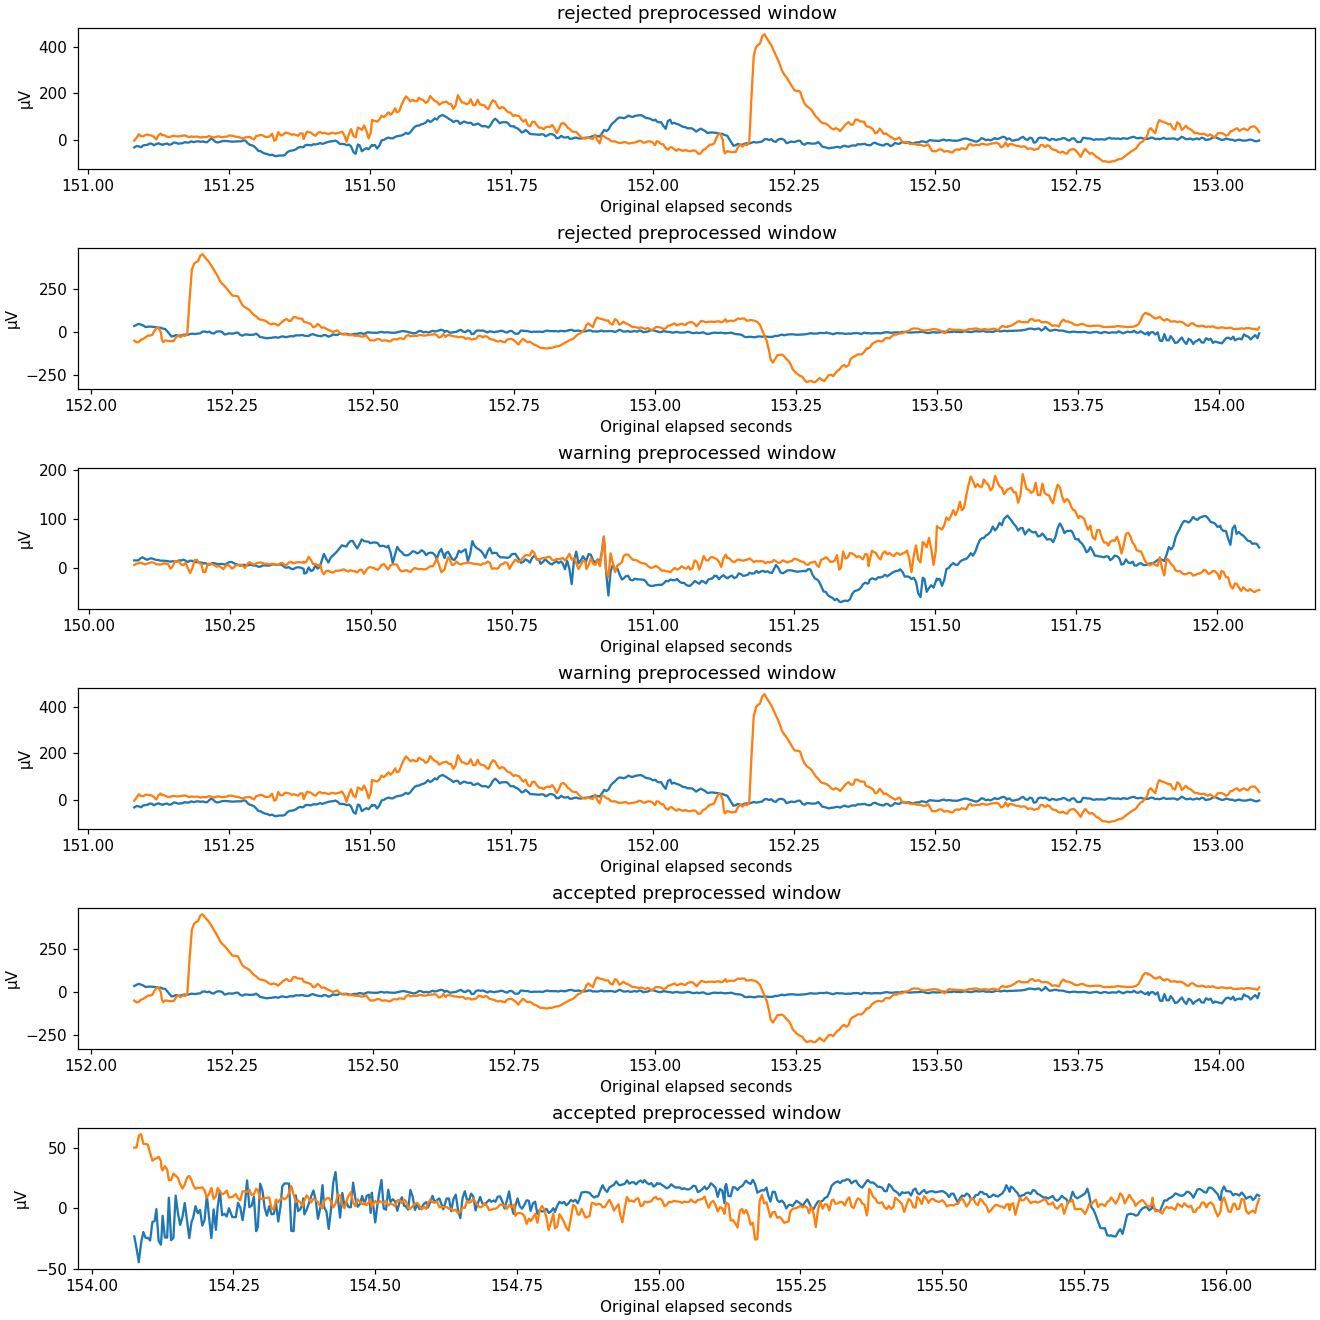 rejected preprocessed window
400
200
0
µV
151.00 151.25 151.50 151.75 152.00 152.25 152.50 152.75 153.00
Original elapsed seconds
rejected preprocessed window
250
0
−250
µV
152.00 152.25 152.50 152.75 153.00 153.25 153.50 153.75 154.00
Original elapsed seconds
warning preprocessed window
200
100
0
µV
150.00 150.25 150.50 150.75 151.00 151.25 151.50 151.75 152.00
Original elapsed seconds
warning preprocessed window
400
200
0
µV
151.00 151.25 151.50 151.75 152.00 152.25 152.50 152.75 153.00
Original elapsed seconds
accepted preprocessed window
250
0
−250
µV
152.00 152.25 152.50 152.75 153.00 153.25 153.50 153.75 154.00
Original elapsed seconds
accepted preprocessed window
50
0
−50
µV
154.00 154.25 154.50 154.75 155.00 155.25 155.50 155.75 156.00
Original elapsed seconds